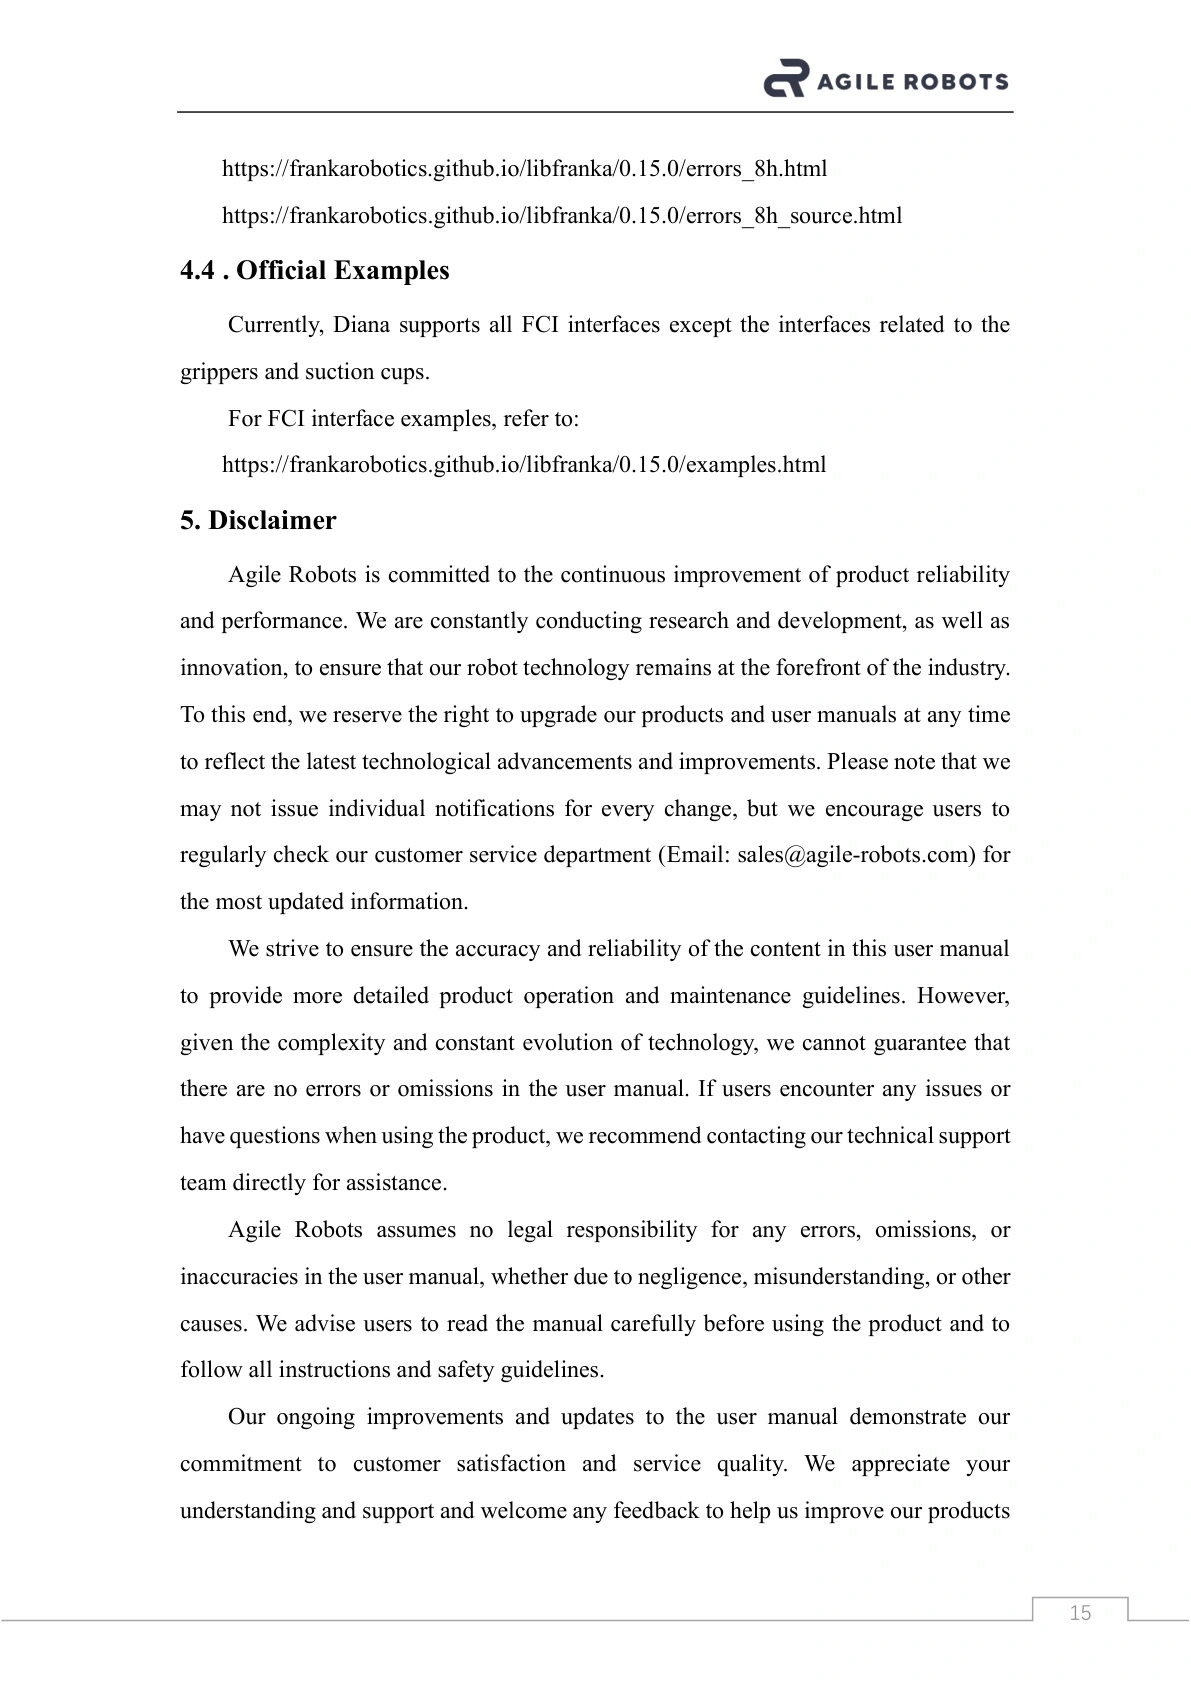 AGILE ROBOTS
https://frankarobotics.github.io/libfranka/0.15.0/errors_8h.html
https://frankarobotics.github.io/libfranka/0.15.0/errors_8h_source.html
4.4 . Official Examples
Currently, Diana supports all FCI interfaces except the interfaces related to the
grippers and suction cups.
For FCI interface examples, refer to:
https://frankarobotics.github.io/libfranka/0.15.0/examples.html
5. Disclaimer
Agile Robots is committed to the continuous improvement of product reliability
and performance. We are constantly conducting research and development, as well as
innovation, to ensure that our robot technology remains at the forefront of the industry.
To this end, we reserve the right to upgrade our products and user manuals at any time
to reflect the latest technological advancements and improvements. Please note that we
may not issue individual notifications for every change, but we encourage users to
regularly check our customer service department (Email: sales@agile-robots.com) for
the most updated information.
We strive to ensure the accuracy and reliability of the content in this user manual
to provide more detailed product operation and maintenance guidelines. However,
given the complexity and constant evolution of technology, we cannot guarantee that
there are no errors or omissions in the user manual. If users encounter any issues or
have questions when using the product, we recommend contacting our technical support
team directly for assistance.
Agile Robots assumes no legal responsibility for any errors, omissions, or
inaccuracies in the user manual, whether due to negligence, misunderstanding, or other
causes. We advise users to read the manual carefully before using the product and to
follow all instructions and safety guidelines.
Our ongoing improvements and updates to the user manual demonstrate our
commitment to customer satisfaction and service quality. We appreciate your
understanding and support and welcome any feedback to help us improve our products
15